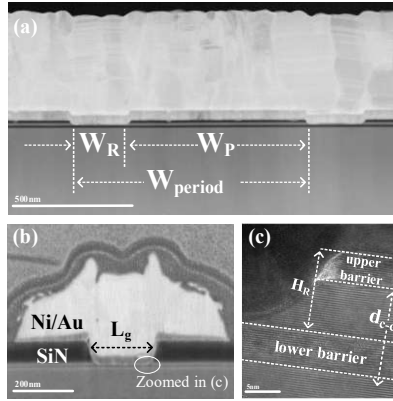 (a)
W_R
W_P
W_period
500nm
(b)
Ni/Au
L_g
SiN
200nm
Zoomed in (c)
(c)
upper
barrier
H_R
lower barrier
5nm